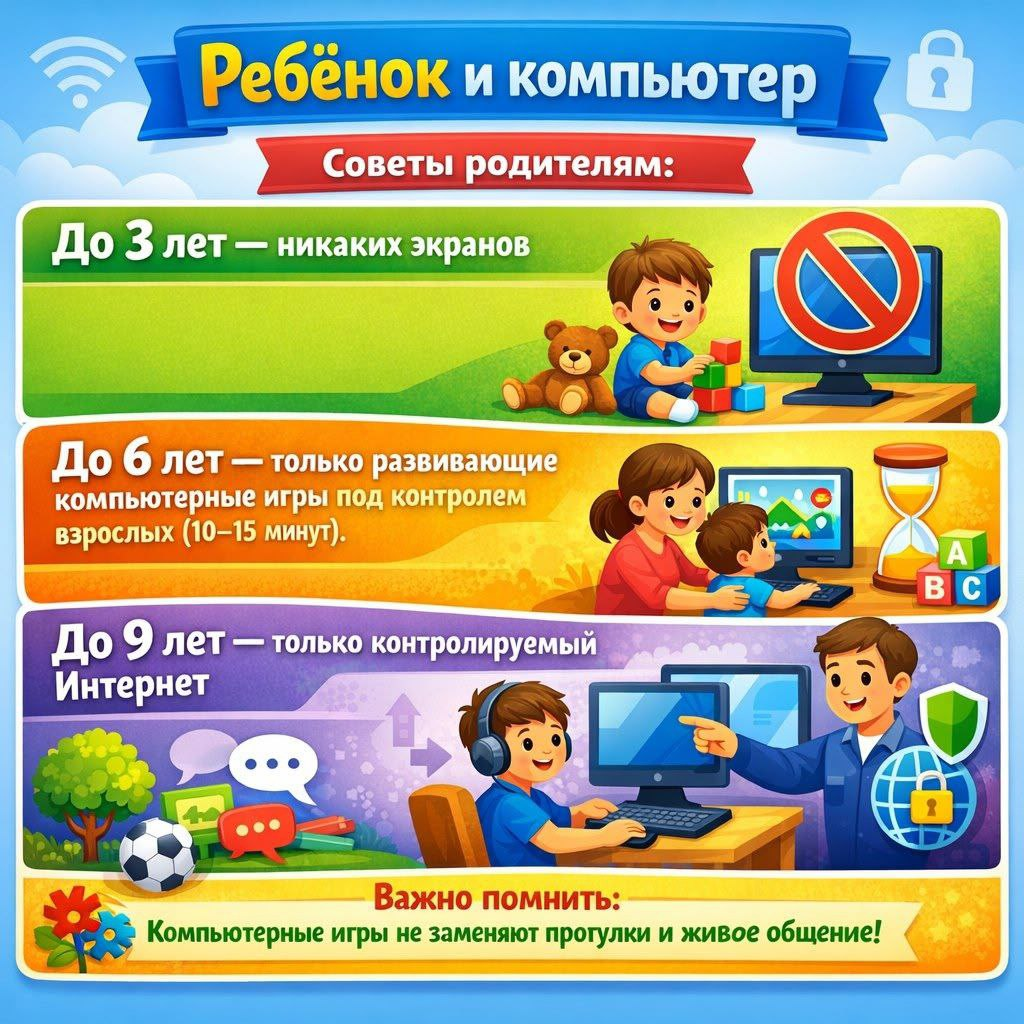 Ребёнок и компьютер
Советы родителям:
До 3 лет — никаких экранов
До 6 лет — только развивающие
компьютерные игры под контролем
взрослых (10–15 минут).
A
B C
До 9 лет — только контролируемый
Интернет
Важно помнить:
Компьютерные игры не заменяют прогулки и живое общение!